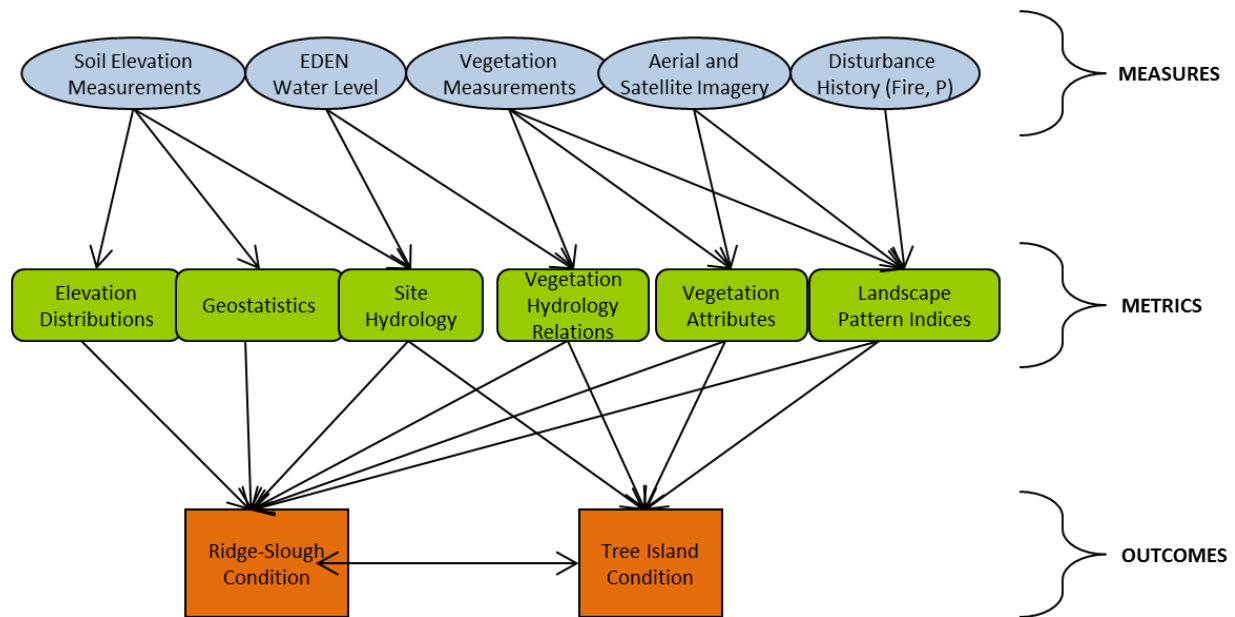 Soil Elevation
Measurements
EDEN
Water Level
Vegetation
Measurements
Aerial and
Satellite Imagery
Disturbance
History (Fire, P)
MEASURES
Elevation
Distributions
Geostatistics
Site
Hydrology
Vegetation
Hydrology
Relations
Vegetation
Attributes
Landscape
Pattern Indices
METRICS
Ridge-Slough
Condition
Tree Island
Condition
OUTCOMES